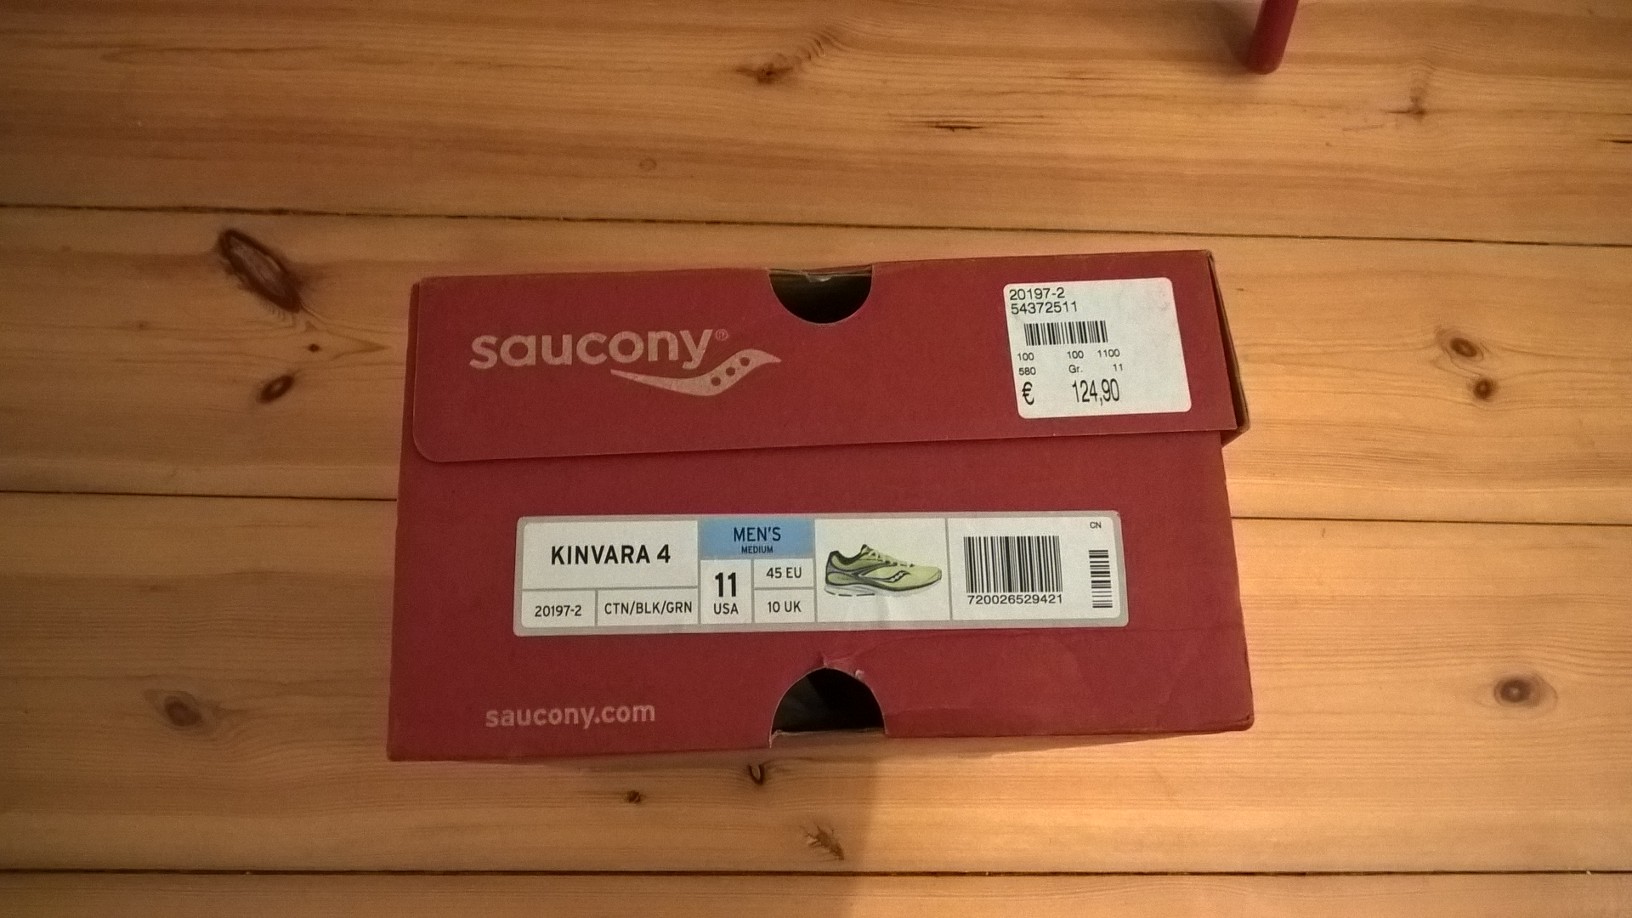 saucony®
20197-2
54372511
100 100 1100
580 Gr. 11
€ 124,90
KINVARA 4
20197-2
CTN/BLK/GRN
MEN'S
MEDIUM
11
USA
45 EU
10 UK
720026529421
CN
saucony.com